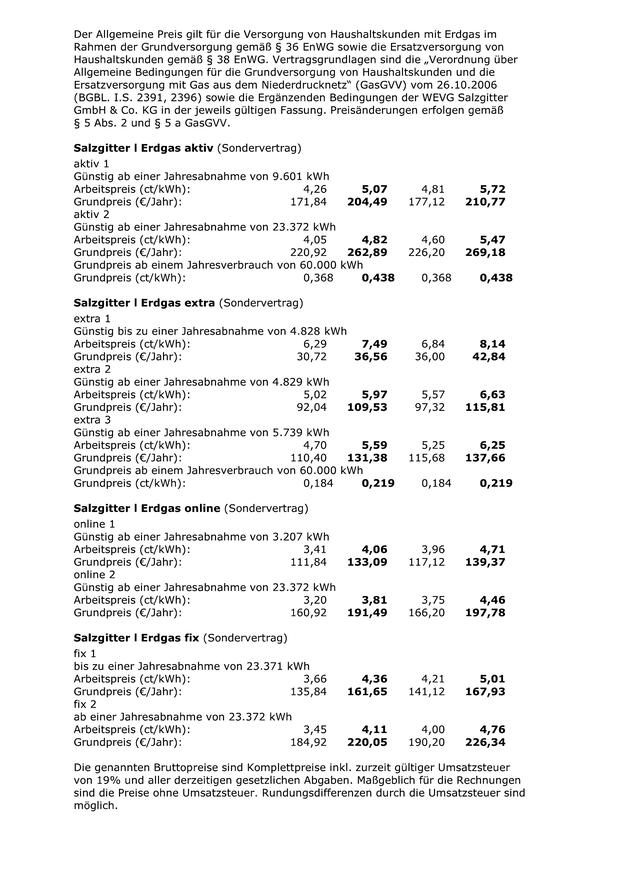 Der Allgemeine Preis gilt für die Versorgung von Haushaltskunden mit Erdgas im
Rahmen der Grundversorgung gemäß § 36 EnWG sowie die Ersatzversorgung von
Haushaltskunden gemäß § 38 EnWG. Vertragsgrundlagen sind die „Verordnung über
Allgemeine Bedingungen für die Grundversorgung von Haushaltskunden und die
Ersatzversorgung mit Gas aus dem Niederdrucknetz“ (GasGVV) vom 26.10.2006
(BGBL. I.S. 2391, 2396) sowie die Ergänzenden Bedingungen der WEVG Salzgitter
GmbH & Co. KG in der jeweils gültigen Fassung. Preisänderungen erfolgen gemäß
§ 5 Abs. 2 und § 5 a GasGVV.
Salzgitter l Erdgas aktiv (Sondervertrag)
aktiv 1
Günstig ab einer Jahresabnahme von 9.601 kWh
Arbeitspreis (ct/kWh): 4,26 5,07 4,81 5,72
Grundpreis (€/Jahr): 171,84 204,49 177,12 210,77
aktiv 2
Günstig ab einer Jahresabnahme von 23.372 kWh
Arbeitspreis (ct/kWh): 4,05 4,82 4,60 5,47
Grundpreis (€/Jahr): 220,92 262,89 226,20 269,18
Grundpreis ab einem Jahresverbrauch von 60.000 kWh
Grundpreis (ct/kWh): 0,368 0,438 0,368 0,438
Salzgitter l Erdgas extra (Sondervertrag)
extra 1
Günstig bis zu einer Jahresabnahme von 4.828 kWh
Arbeitspreis (ct/kWh): 6,29 7,49 6,84 8,14
Grundpreis (€/Jahr): 30,72 36,56 36,00 42,84
extra 2
Günstig ab einer Jahresabnahme von 4.829 kWh
Arbeitspreis (ct/kWh): 5,02 5,97 5,57 6,63
Grundpreis (€/Jahr): 92,04 109,53 97,32 115,81
extra 3
Günstig ab einer Jahresabnahme von 5.739 kWh
Arbeitspreis (ct/kWh): 4,70 5,59 5,25 6,25
Grundpreis (€/Jahr): 110,40 131,38 115,68 137,66
Grundpreis ab einem Jahresverbrauch von 60.000 kWh
Grundpreis (ct/kWh): 0,184 0,219 0,184 0,219
Salzgitter l Erdgas online (Sondervertrag)
online 1
Günstig ab einer Jahresabnahme von 3.207 kWh
Arbeitspreis (ct/kWh): 3,41 4,06 3,96 4,71
Grundpreis (€/Jahr): 111,84 133,09 117,12 139,37
online 2
Günstig ab einer Jahresabnahme von 23.372 kWh
Arbeitspreis (ct/kWh): 3,20 3,81 3,75 4,46
Grundpreis (€/Jahr): 160,92 191,49 166,20 197,78
Salzgitter l Erdgas fix (Sondervertrag)
fix 1
bis zu einer Jahresabnahme von 23.371 kWh
Arbeitspreis (ct/kWh): 3,66 4,36 4,21 5,01
Grundpreis (€/Jahr): 135,84 161,65 141,12 167,93
fix 2
ab einer Jahresabnahme von 23.372 kWh
Arbeitspreis (ct/kWh): 3,45 4,11 4,00 4,76
Grundpreis (€/Jahr): 184,92 220,05 190,20 226,34
Die genannten Bruttopreise sind Komplettpreise inkl. zurzeit gültiger Umsatzsteuer
von 19% und aller derzeitigen gesetzlichen Abgaben. Maßgeblich für die Rechnungen
sind die Preise ohne Umsatzsteuer. Rundungsdifferenzen durch die Umsatzsteuer sind
möglich.